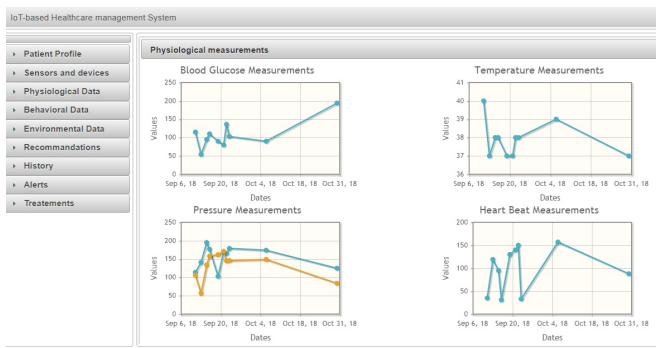 IoT-based Healthcare management System
Patient Profile
Sensors and devices
Physiological Data
Behavioral Data
Environmental Data
Recommandations
History
Alerts
Treatements
Physiological measurements
Blood Glucose Measurements
Values
250
200
150
100
50
0
Sep 6, 18 Sep 20, 18 Oct 4, 18 Oct 18, 18 Oct 31, 18
Dates
Temperature Measurements
Values
41
40
39
38
37
36
Sep 6, 18 Sep 20, 18 Oct 4, 18 Oct 18, 18 Oct 31, 18
Dates
Pressure Measurements
Values
250
200
150
100
50
0
Sep 6, 18 Sep 20, 18 Oct 4, 18 Oct 18, 18 Oct 31, 18
Dates
Heart Beat Measurements
Values
200
150
100
50
0
Sep 6, 18 Sep 20, 18 Oct 4, 18 Oct 18, 18 Oct 31, 18
Dates